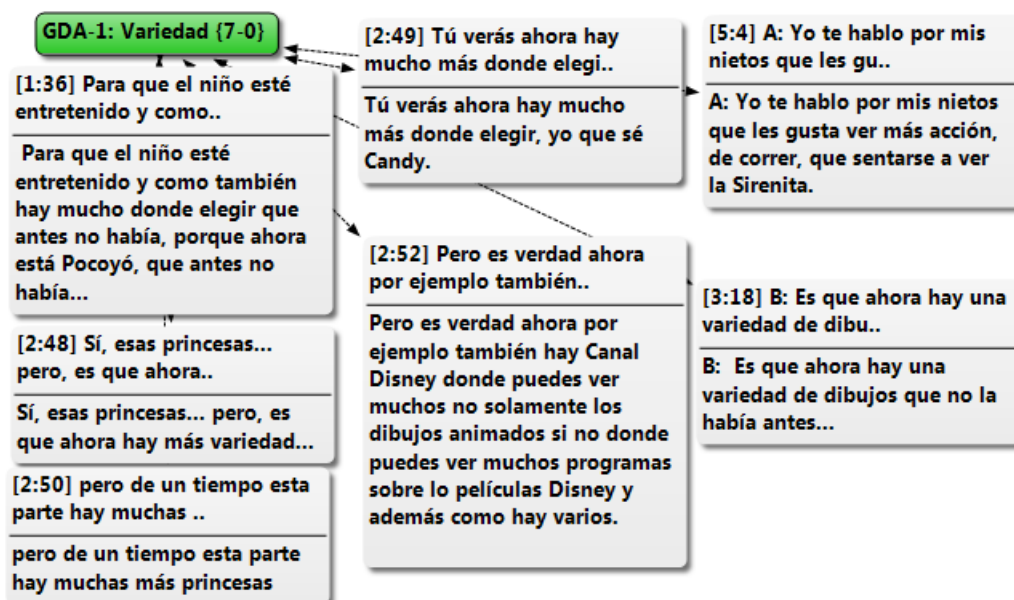 GDA-1: Variedad {7-0}
[1:36] Para que el niño esté
entretenido y como..
Para que el niño esté
entretenido y como también
hay mucho donde elegir que
antes no había, porque ahora
está Pocoyó, que antes no
había...
[2:48] Sí, esas princesas...
pero, es que ahora..
Sí, esas princesas... pero, es
que ahora hay más variedad...
[2:50] pero de un tiempo esta
parte hay muchas ..
pero de un tiempo esta parte
hay muchas más princesas
[2:49] Tú verás ahora hay
mucho más donde elegi..
Tú verás ahora hay mucho
más donde elegir, yo que sé
Candy.
[2:52] Pero es verdad ahora
por ejemplo también..
Pero es verdad ahora por
ejemplo también hay Canal
Disney donde puedes ver
muchos no solamente los
dibujos animados si no donde
puedes ver muchos programas
sobre lo películas Disney y
además como hay varios.
[5:4] A: Yo te hablo por mis
nietos que les gu..
A: Yo te hablo por mis nietos
que les gusta ver más acción,
de correr, que sentarse a ver
la Sirenita.
[3:18] B: Es que ahora hay una
variedad de dibu..
B: Es que ahora hay una
variedad de dibujos que no la
había antes...